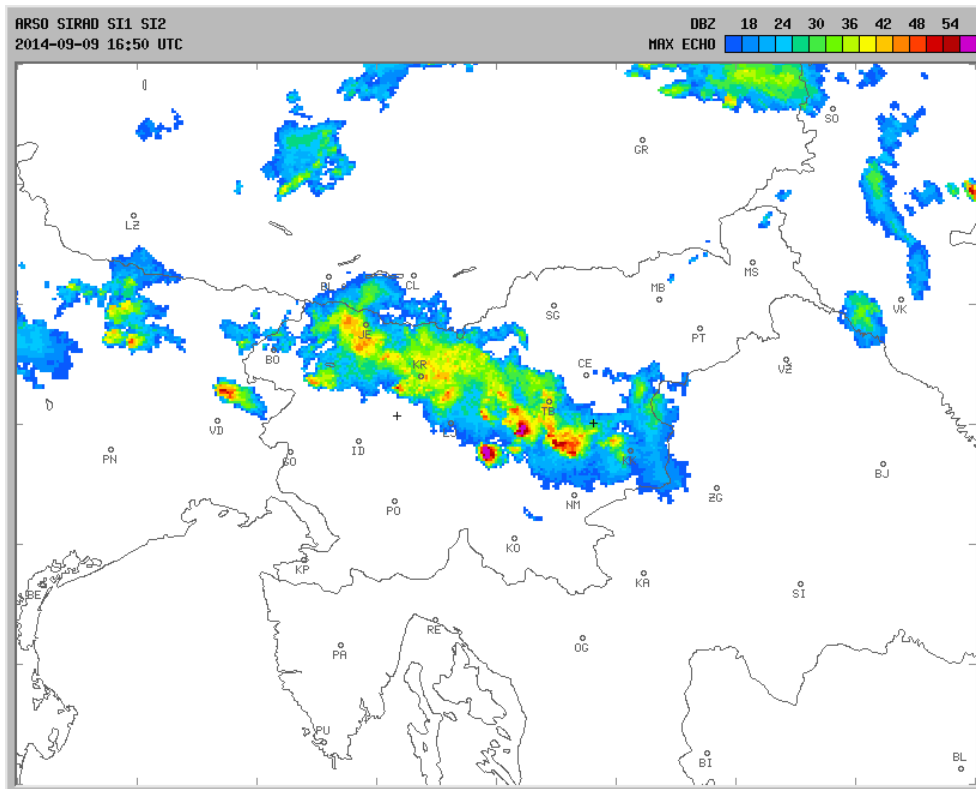 ARSO SIRAD SI1 SI2
DBZ 18 24 30 36 42 48 54
2014-09-09 16:50 UTC
MAX ECHO
SO
GR
LZ
MS
BL
CL
MB
SG
VK
JE
PT
BO
KR
CE
VZ
TB
VD
LJ
ID
GO
PN
KK
BJ
ZG
PO
NM
KO
KP
KA
BE
SI
RE
OG
PA
PU
BI
BL